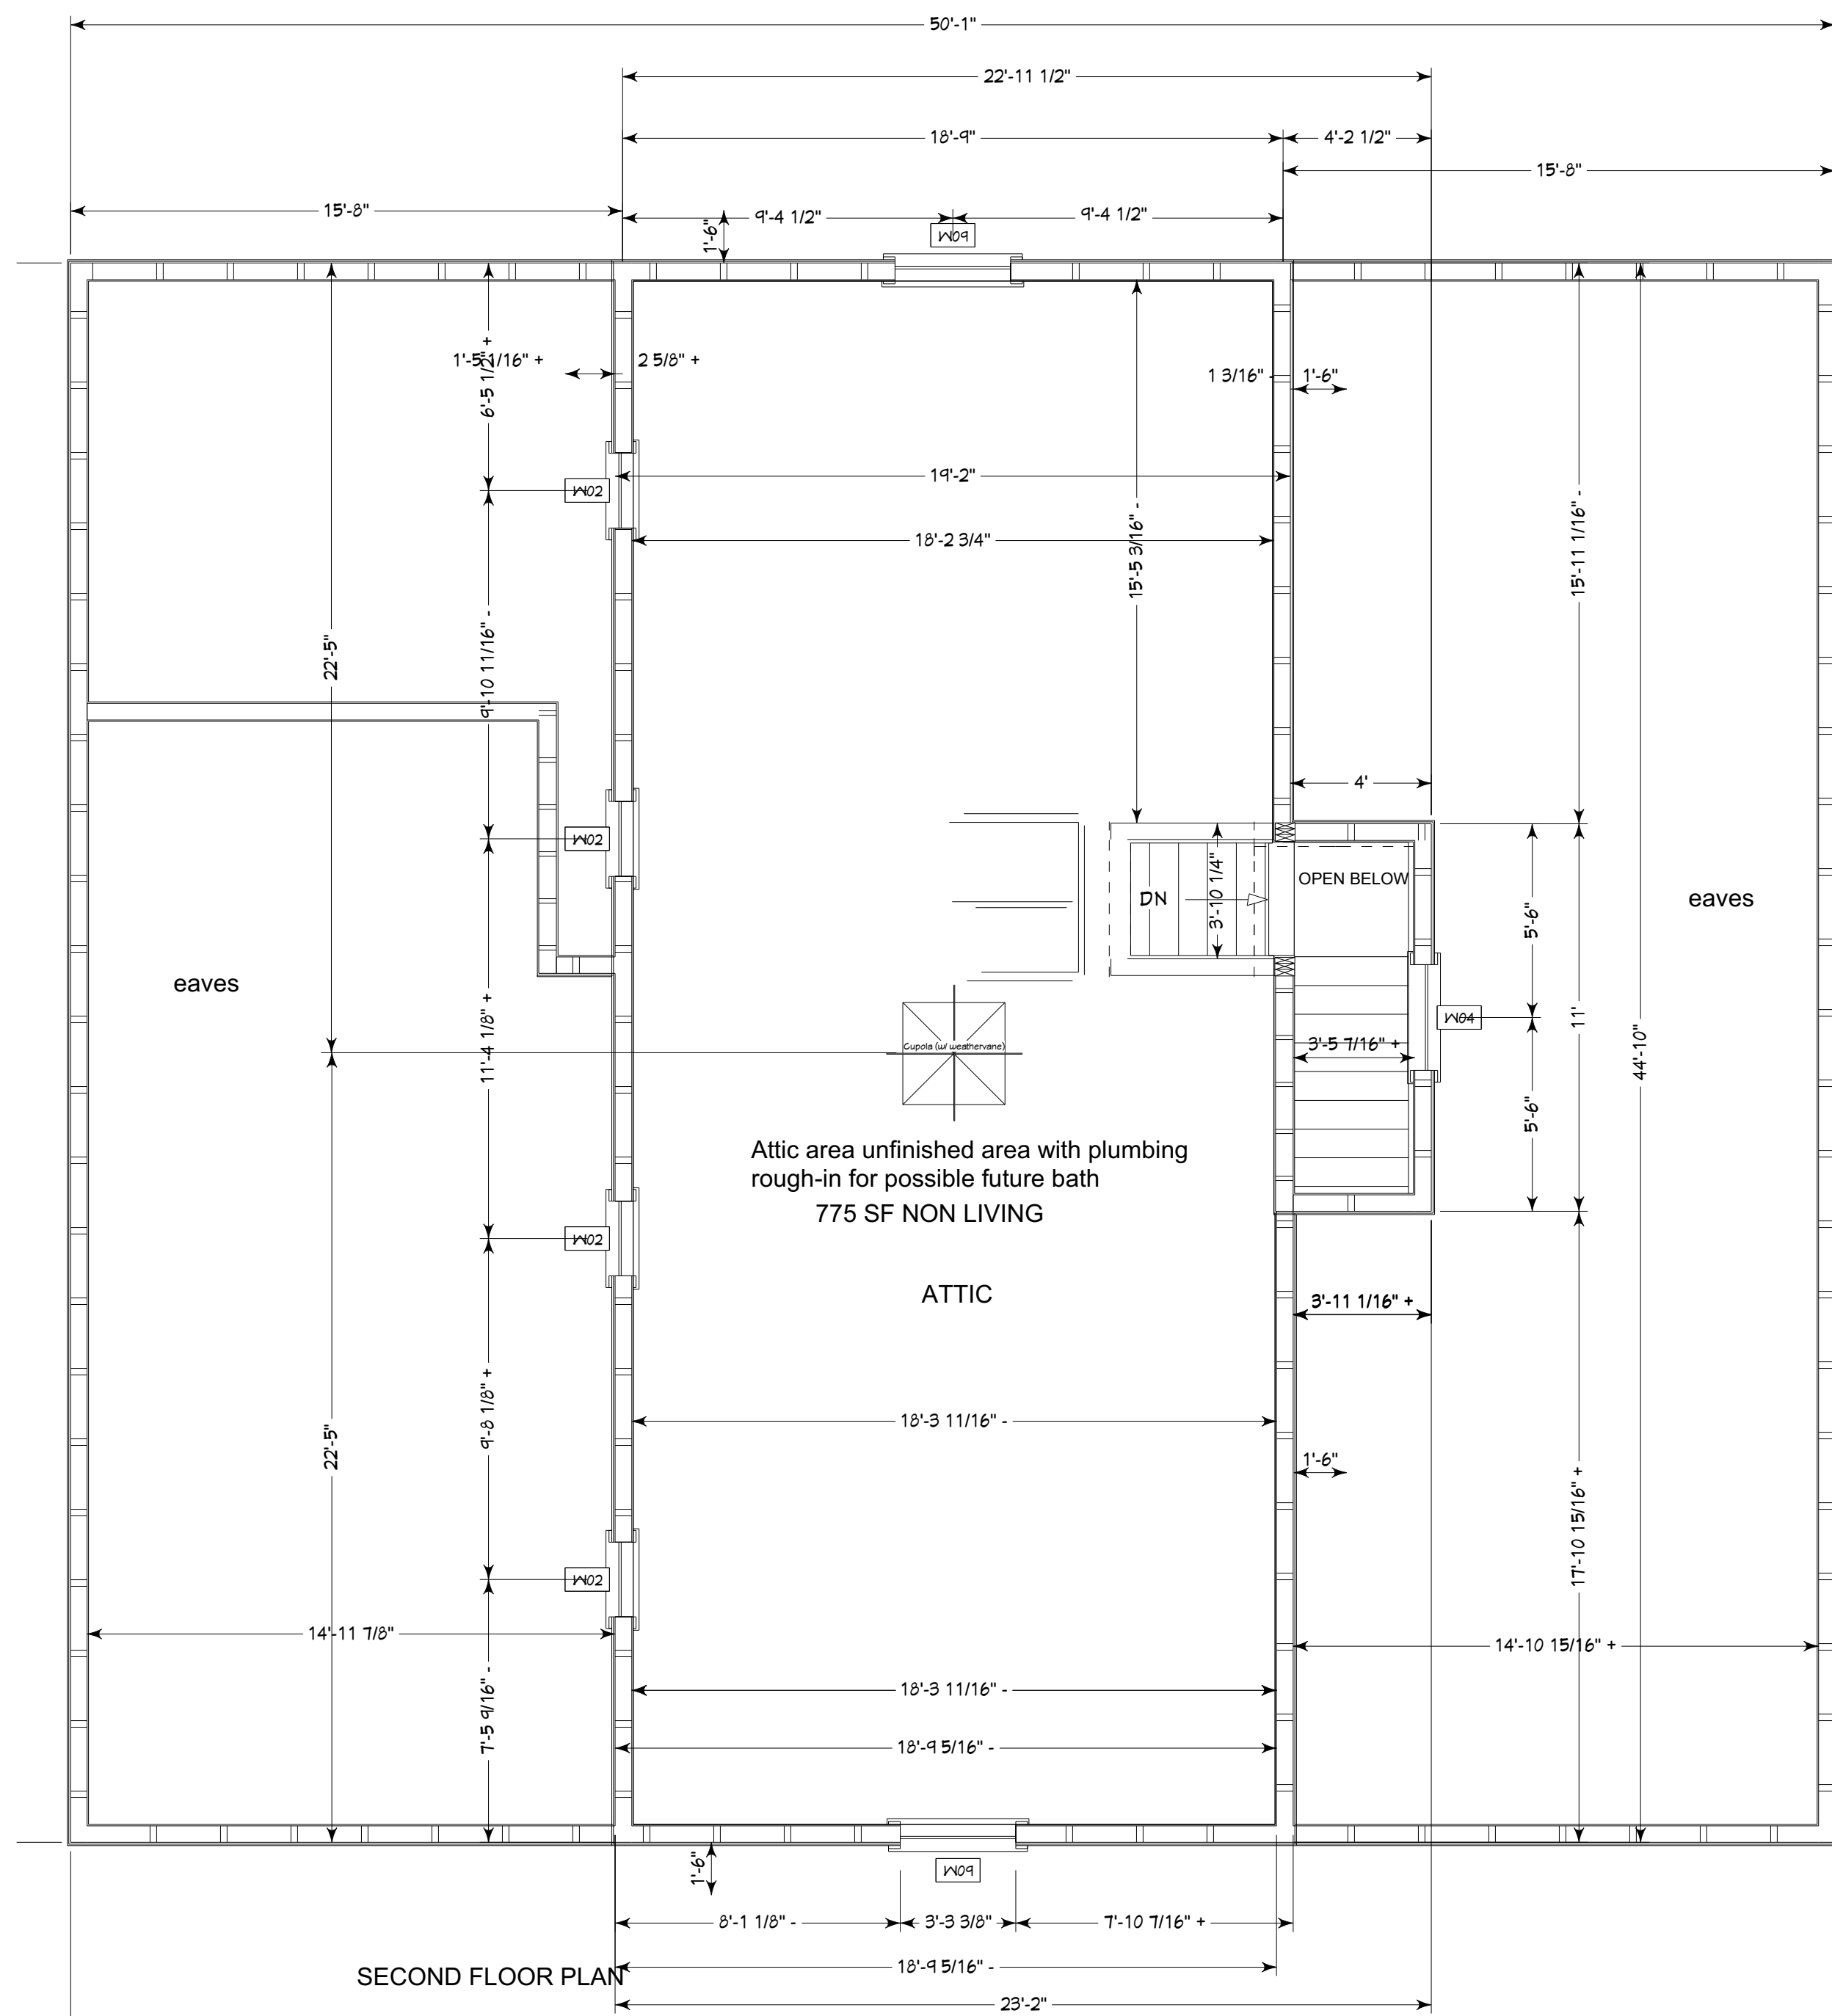 50'-1"
22'-11 1/2"
18'-9"
4'-2 1/2"
15'-8"
15'-8"
9'-4 1/2"
9'-4 1/2"
1'-6"
W09
1'-5 1/16" +
2 5/8" +
6'-5 1/2" +
1 3/16" -
1'-6"
19'-2"
W02
18'-2 3/4"
15'-5 3/16" -
15'-11 1/16" -
22'-5"
9'-10 11/16" -
4'
W02
OPEN BELOW
DN
3'-10 1/4"
eaves
5'-6"
eaves
11'-4 1/8" +
W04
11'
44'-10"
Cupola (w/ weathervane)
3'-5 7/16" +
5'-6"
Attic area unfinished area with plumbing
rough-in for possible future bath
775 SF NON LIVING
W02
ATTIC
3'-11 1/16" +
22'-5"
9'-8 1/8" +
18'-3 11/16" -
1'-6"
17'-10 15/16" +
W02
14'-11 7/8"
14'-10 15/16" +
7'-5 9/16" -
18'-3 11/16" -
18'-9 5/16" -
1'-6"
W09
8'-1 1/8" -
3'-3 3/8"
7'-10 7/16" +
18'-9 5/16" -
SECOND FLOOR PLAN
23'-2"